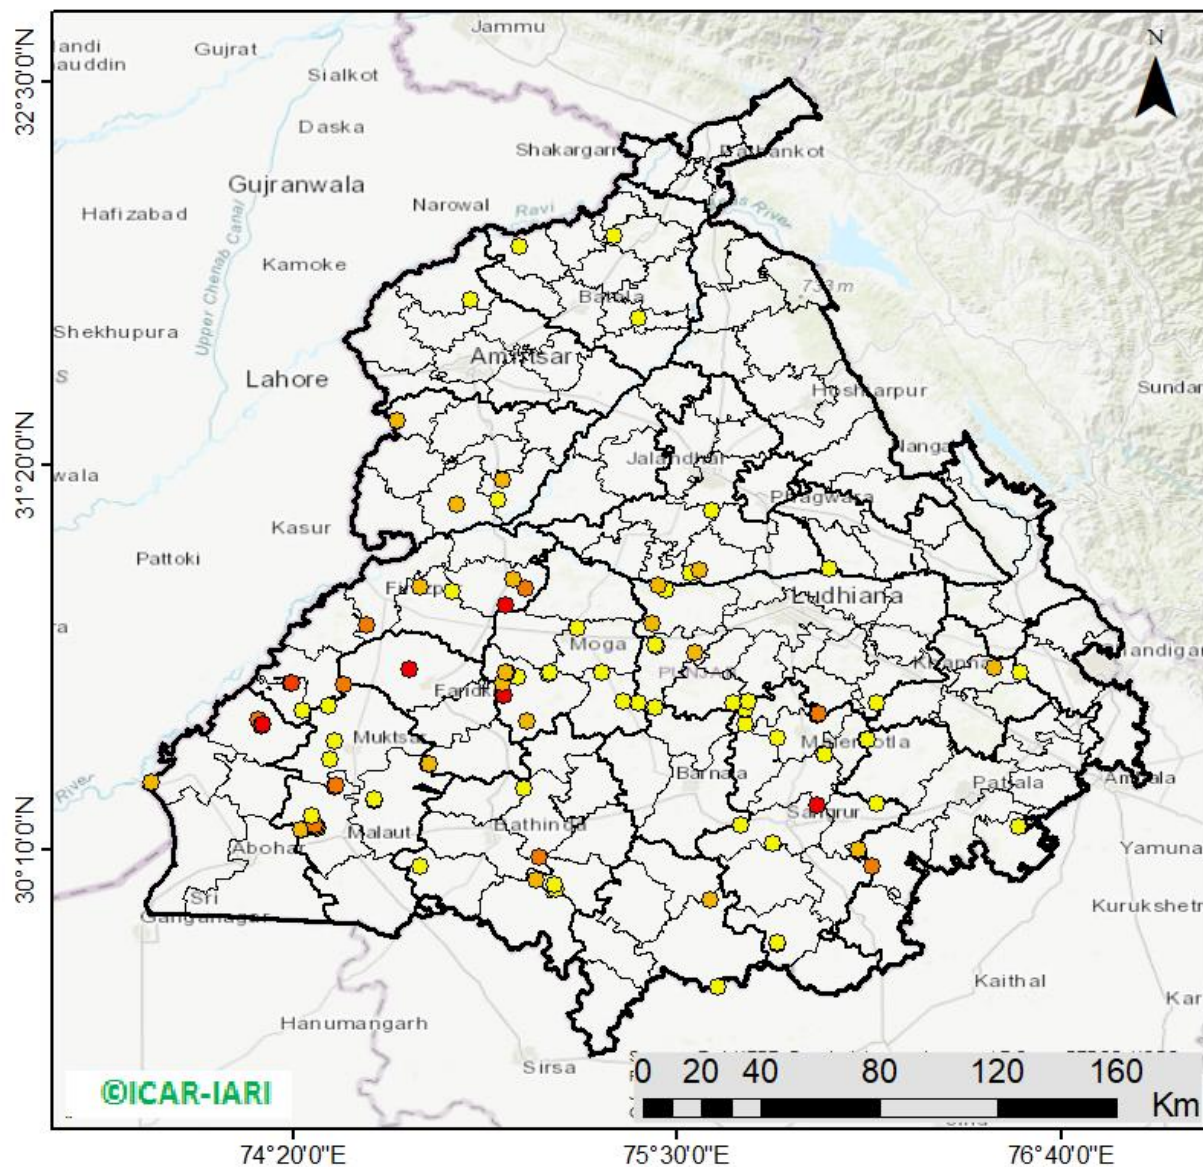 Jammu
N
Gujrat
Sialkot
32°30'0"N
Daska
Shakargarh
Pathankot
Gujranwala
Hafizabad
Narowal
Ravi
River
Upper Chenab Canal
Kamoke
733 m
Batala
Shekhupura
Amritsar
Lahore
Hoshiarpur
Sundar
31°20'0"N
Nanga
Jalandhar
wala
Phagwara
Kasur
Pattoki
Firozpur
Ludhiana
Moga
Chandigar
PUNJAB
Khanna
Faridkot
Muktsar
Malerkotla
River
Barnala
Patiala
Ambala
Sangrur
Bathinda
Malaut
Abohar
30°10'0"N
Yamuna
Sri
Ganganagar
Kurukshetr
Kaithal
Kar
Hanumangarh
Sirsa
0 20 40 80 120 160
Km
©ICAR-IARI
74°20'0"E 75°30'0"E 76°40'0"E